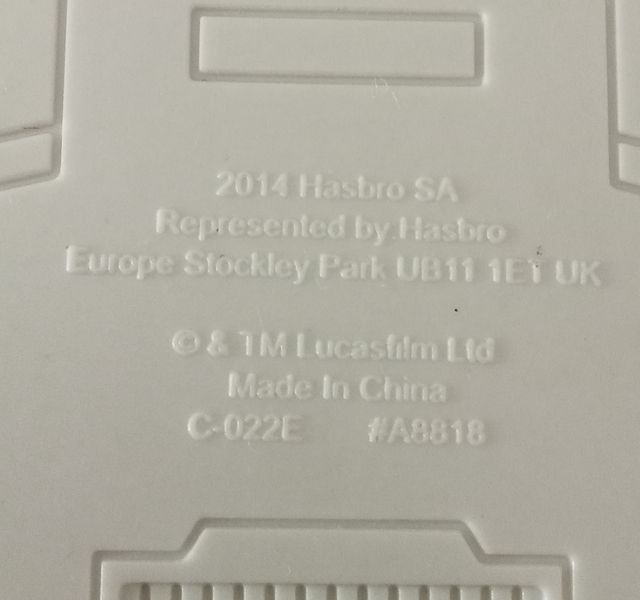 2014 Hasbro SA
Represented by Hasbro
Europe Stockley Park UB11 1ET UK
© & TM Lucasfilm Ltd
Made In China
C-022E #A8818